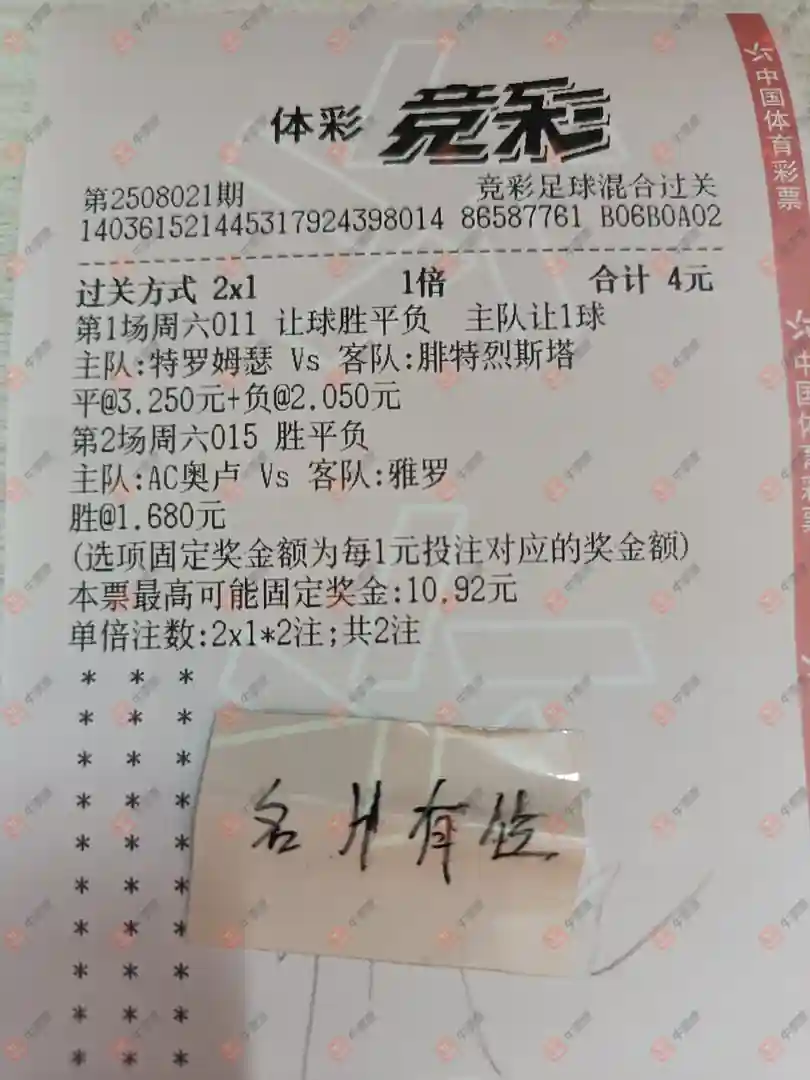 体彩 竞彩
第2508021期 竞彩足球混合过关
140361521445317924398014 86587761 B06B0A02
过关方式 2x1 1倍 合计 4元
第1场周六011 让球胜平负 主队让1球
主队:特罗姆瑟 Vs 客队:腓特烈斯塔
平@3.250元+负@2.050元
第2场周六015 胜平负
主队:AC奥卢 Vs 客队:雅罗
胜@1.680元
(选项固定奖金额为每1元投注对应的奖金额)
本票最高可能固定奖金:10.92元
单倍注数:2x1*2注;共2注
* * *
* * *
* * *
* * *
* * *
* * *
* * *
* * *
* * *
* * *
名片有
中国体育彩票
中国体育彩票